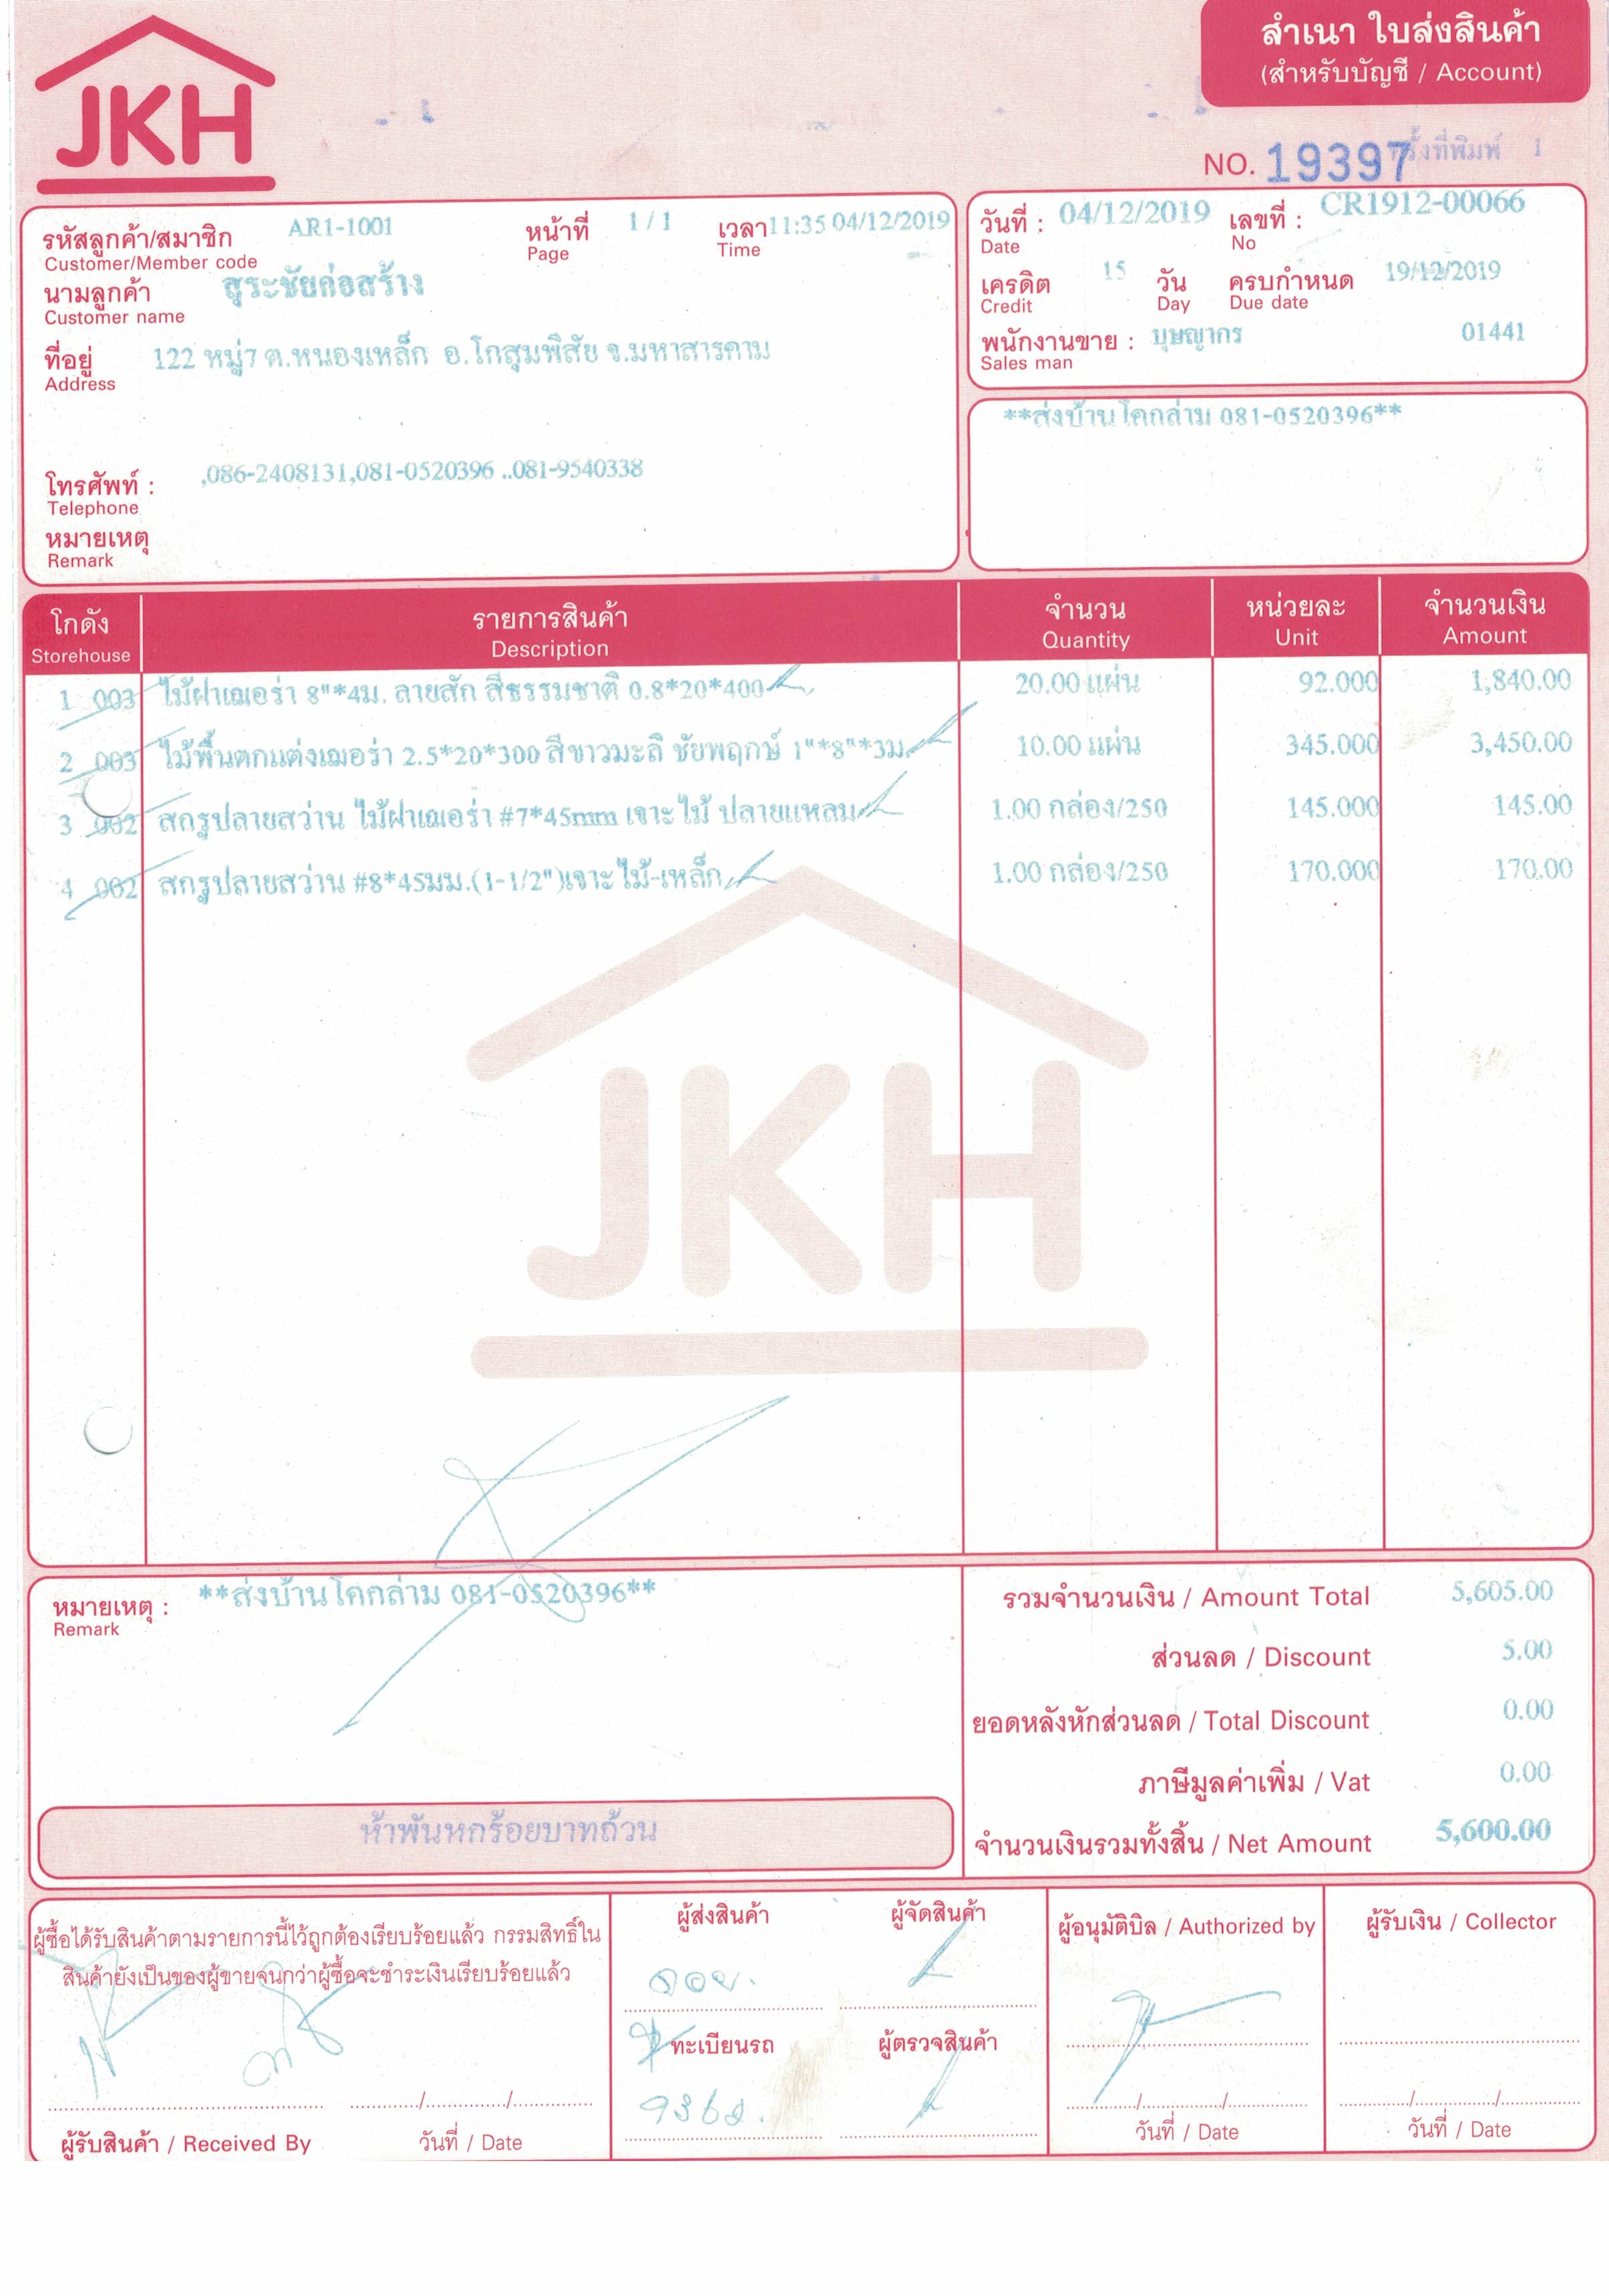 JKH
สำเนา ใบส่งสินค้า
(สำหรับบัญชี / Account)
NO. 19397 ครั้งที่พิมพ์ 1
รหัสลูกค้า/สมาชิก AR1-1001 หน้าที่ 1 / 1 เวลา 11:35 04/12/2019
Customer/Member code Page Time
นามลูกค้า สุระชัยก่อสร้าง
Customer name
ที่อยู่ 122 หมู่7 ต.หนองเหล็ก อ.โกสุมพิสัย จ.มหาสารคาม
Address
โทรศัพท์ : ,086-2408131,081-0520396 ..081-9540338
Telephone
หมายเหตุ
Remark
วันที่ : 04/12/2019 เลขที่ : CR1912-00066
Date No
เครดิต 15 วัน ครบกำหนด 19/12/2019
Credit Day Due date
พนักงานขาย : บุษญากร 01441
Sales man
**ส่งบ้านโคกล่าม 081-0520396**
โกดัง รายการสินค้า จำนวน หน่วยละ จำนวนเงิน
Storehouse Description Quantity Unit Amount
1 003 ไม้ฝาเฌอร่า 8"*4ม. ลายสัก สีธรรมชาติ 0.8*20*400 20.00 แผ่น 92.000 1,840.00
2 003 ไม้พื้นตกแต่งเฌอร่า 2.5*20*300 สีขาวมะลิ ชัยพฤกษ์ 1"*8"*3ม. 10.00 แผ่น 345.000 3,450.00
3 002 สกรูปลายสว่าน ไม้ฝาเฌอร่า #7*45mm เจาะไม้ ปลายแหลม 1.00 กล่อง/250 145.000 145.00
4 002 สกรูปลายสว่าน #8*45มม.(1-1/2")เจาะไม้-เหล็ก 1.00 กล่อง/250 170.000 170.00
JKH
หมายเหตุ : **ส่งบ้านโคกล่าม 081-0520396**
Remark
รวมจำนวนเงิน / Amount Total 5,605.00
ส่วนลด / Discount 5.00
ยอดหลังหักส่วนลด / Total Discount 0.00
ภาษีมูลค่าเพิ่ม / Vat 0.00
จำนวนเงินรวมทั้งสิ้น / Net Amount 5,600.00
ห้าพันหกร้อยบาทถ้วน
ผู้ซื้อได้รับสินค้าตามรายการนี้ไว้ถูกต้องเรียบร้อยแล้ว กรรมสิทธิ์ใน
สินค้ายังเป็นของผู้ขายจนกว่าผู้ซื้อจะชำระเงินเรียบร้อยแล้ว
ผู้รับสินค้า / Received By วันที่ / Date
ผู้ส่งสินค้า ผู้จัดสินค้า
ทะเบียนรถ ผู้ตรวจสินค้า
ผู้อนุมัติบิล / Authorized by
วันที่ / Date
ผู้รับเงิน / Collector
วันที่ / Date